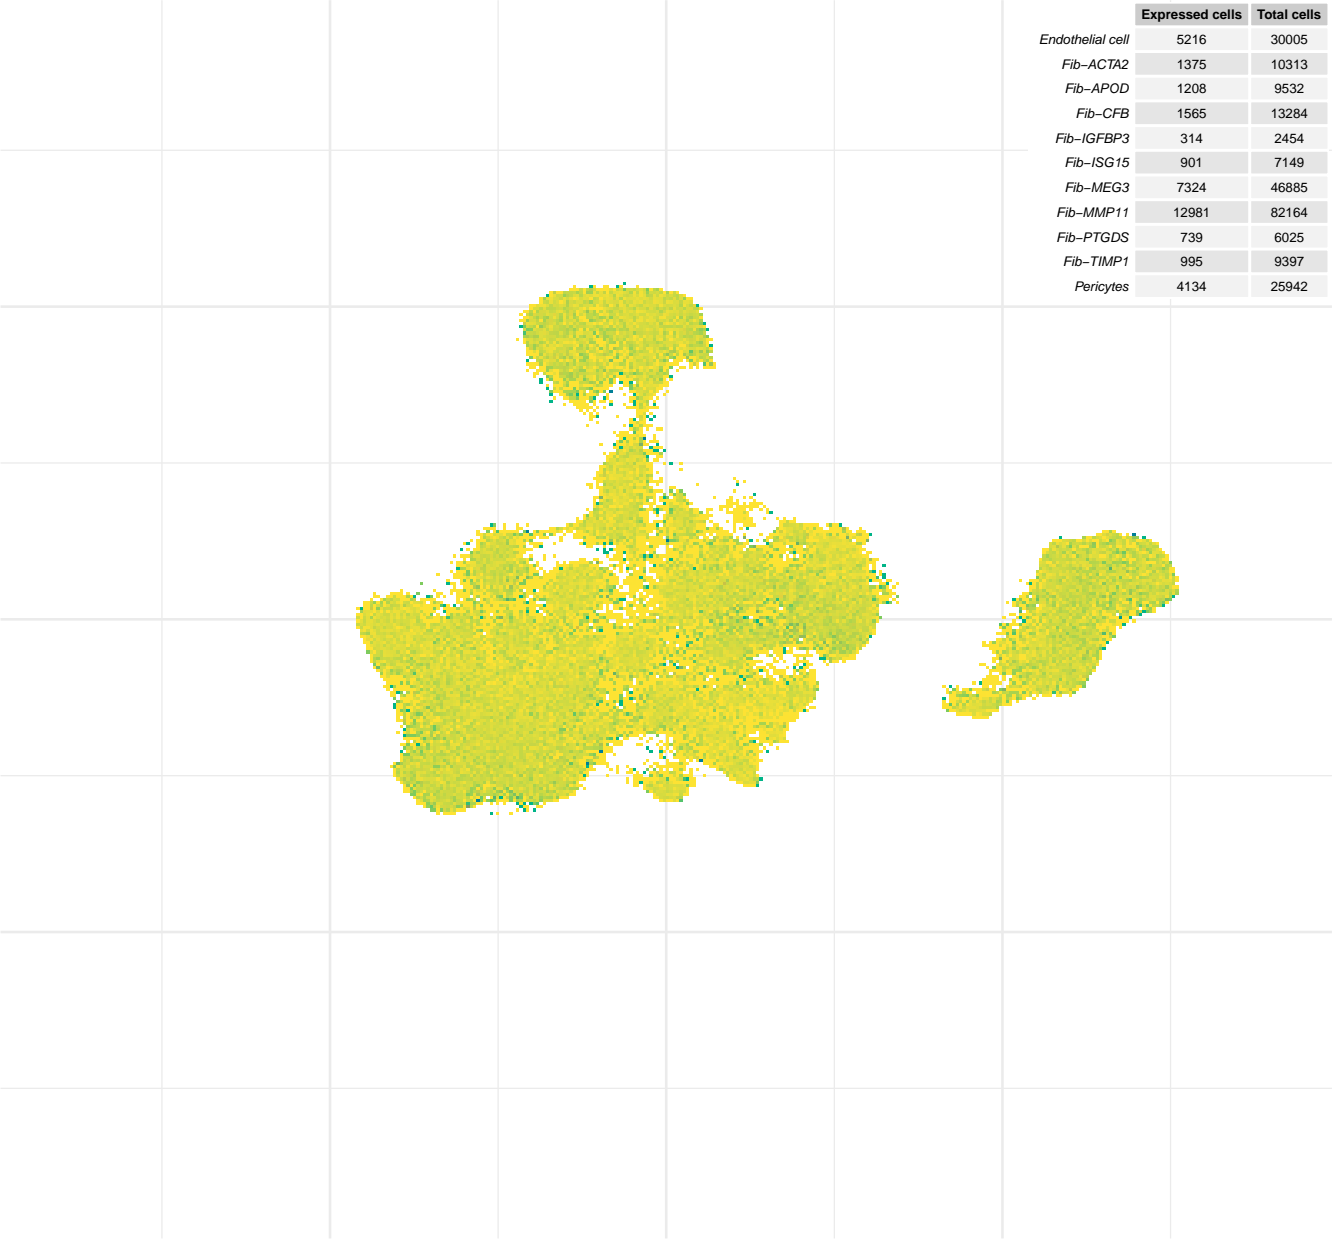 Expressed cells Total cells
Endothelial cell 5216 30005
Fib−ACTA2 1375 10313
Fib−APOD 1208 9532
Fib−CFB 1565 13284
Fib−IGFBP3 314 2454
Fib−ISG15 901 7149
Fib−MEG3 7324 46885
Fib−MMP11 12981 82164
Fib−PTGDS 739 6025
Fib−TIMP1 995 9397
Pericytes 4134 25942